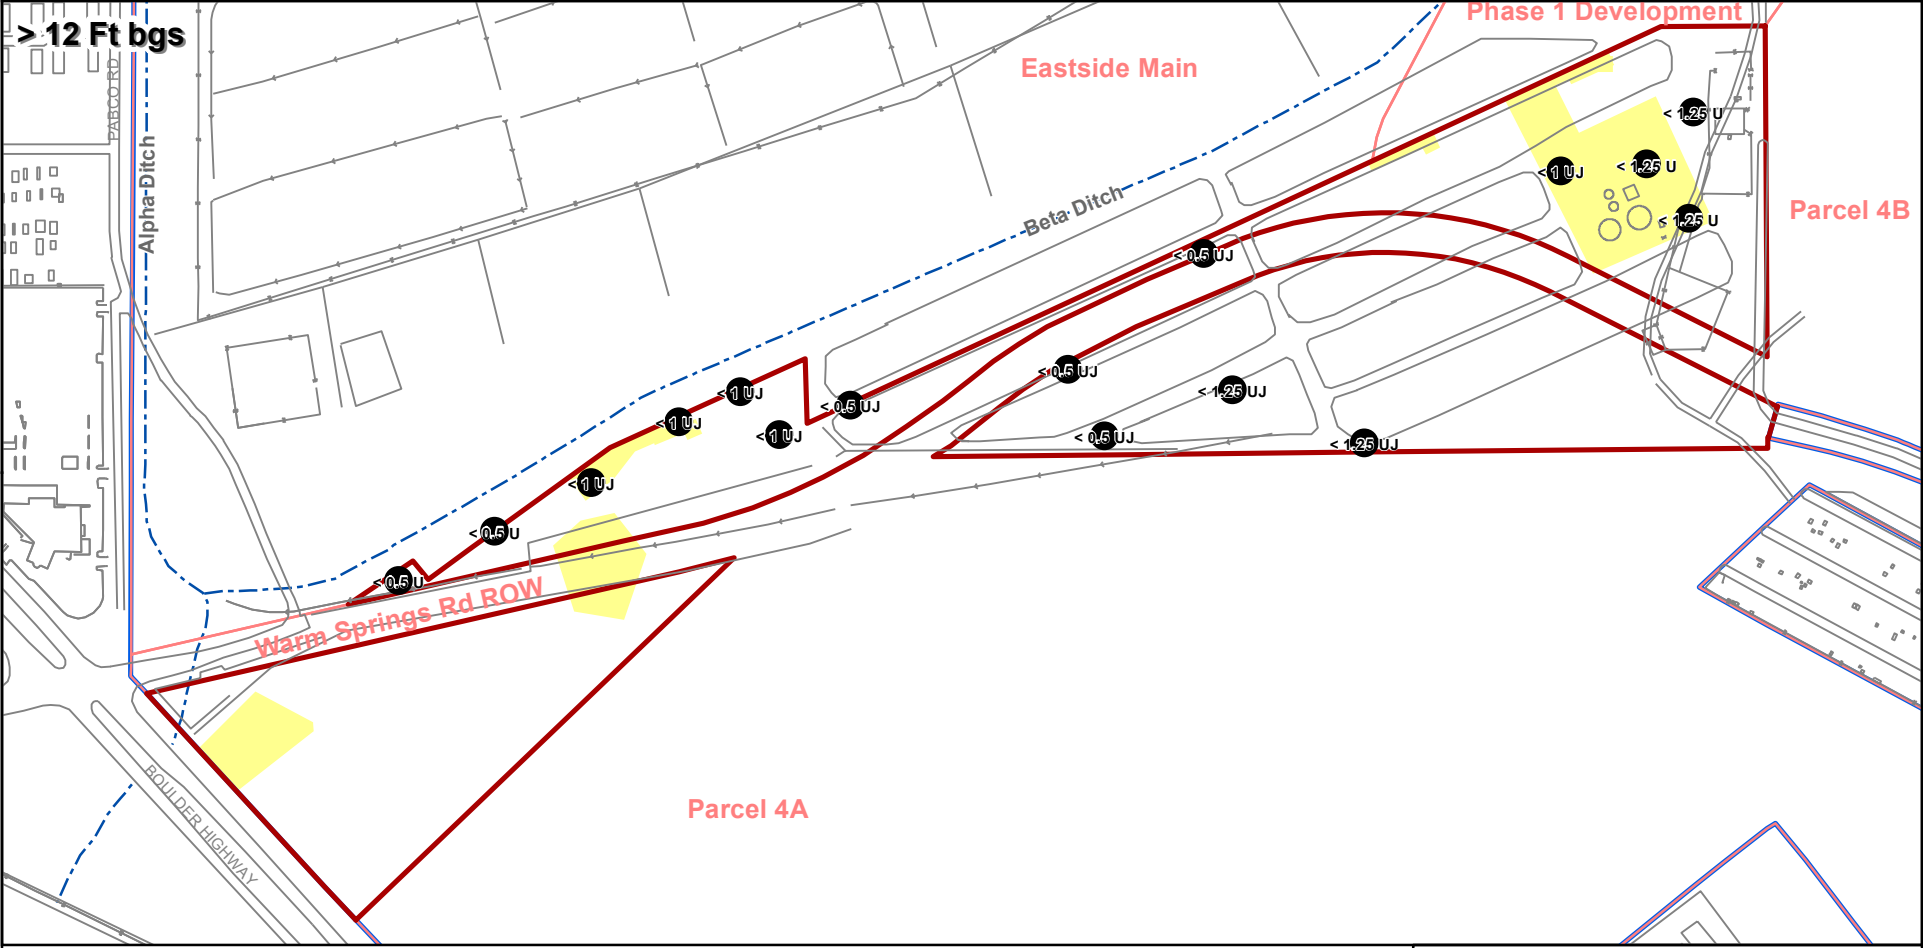 > 12 Ft bgs
Phase 1 Development
Eastside Main
PABCO RD
Alpha Ditch
Beta Ditch
Parcel 4B
< 1.25 U
< 1 UJ
< 1.25 U
< 1.25 U
< 0.5 UJ
< 0.5 UJ
< 1.25 UJ
< 1 UJ
< 0.5 UJ
< 1 UJ
< 1 UJ
< 0.5 UJ
< 1.25 UJ
< 1 UJ
< 0.5 U
< 0.5 U
Warm Springs Rd ROW
Parcel 4A
BOULDER HIGHWAY